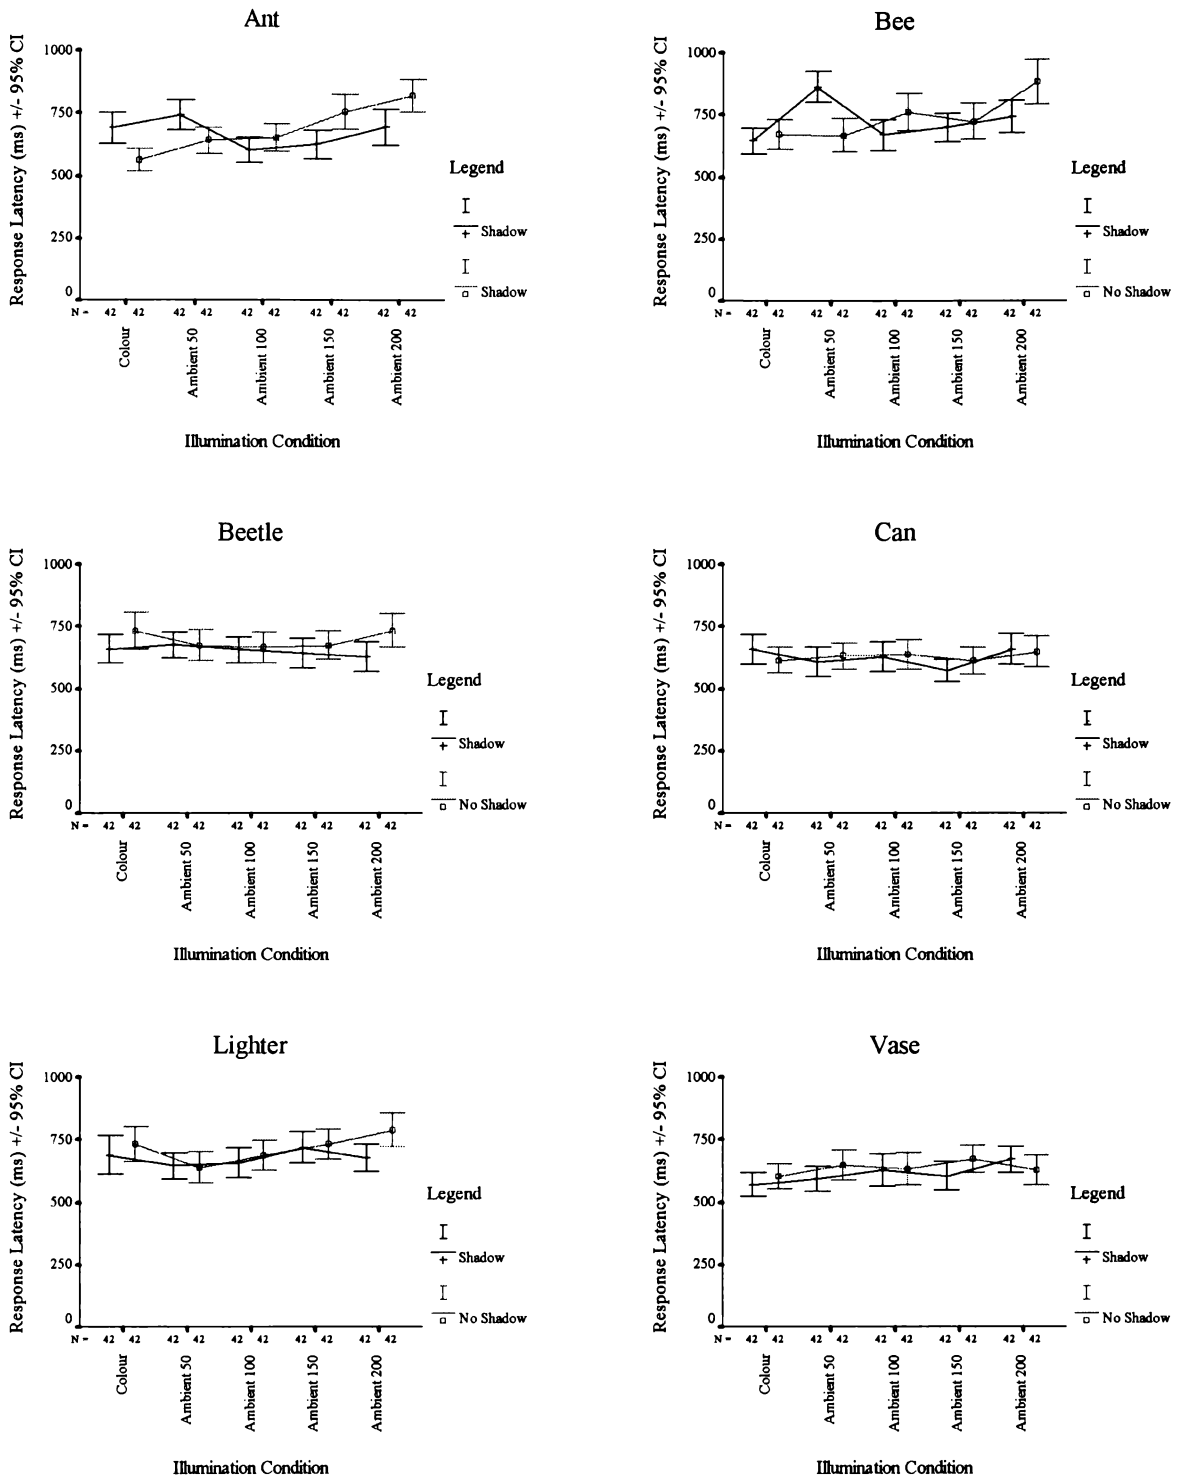 Ant
Response Latency (ms) +/- 95% CI
1000
750
500
250
0
N = 42 42 42 42 42 42 42 42 42 42
Colour
Ambient 50
Ambient 100
Ambient 150
Ambient 200
Illumination Condition
Legend
Shadow
Shadow
Bee
Response Latency (ms) +/- 95% CI
1000
750
500
250
0
N = 42 42 42 42 42 42 42 42 42 42
Colour
Ambient 50
Ambient 100
Ambient 150
Ambient 200
Illumination Condition
Legend
Shadow
No Shadow
Beetle
Response Latency (ms) +/- 95% CI
1000
750
500
250
0
N = 42 42 42 42 42 42 42 42 42 42
Colour
Ambient 50
Ambient 100
Ambient 150
Ambient 200
Illumination Condition
Legend
Shadow
No Shadow
Can
Response Latency (ms) +/- 95% CI
1000
750
500
250
0
N = 42 42 42 42 42 42 42 42 42 42
Colour
Ambient 50
Ambient 100
Ambient 150
Ambient 200
Illumination Condition
Legend
Shadow
No Shadow
Lighter
Response Latency (ms) +/- 95% CI
1000
750
500
250
0
N = 42 42 42 42 42 42 42 42 42 42
Colour
Ambient 50
Ambient 100
Ambient 150
Ambient 200
Illumination Condition
Legend
Shadow
No Shadow
Vase
Response Latency (ms) +/- 95% CI
1000
750
500
250
0
N = 42 42 42 42 42 42 42 42 42 42
Colour
Ambient 50
Ambient 100
Ambient 150
Ambient 200
Illumination Condition
Legend
Shadow
No Shadow